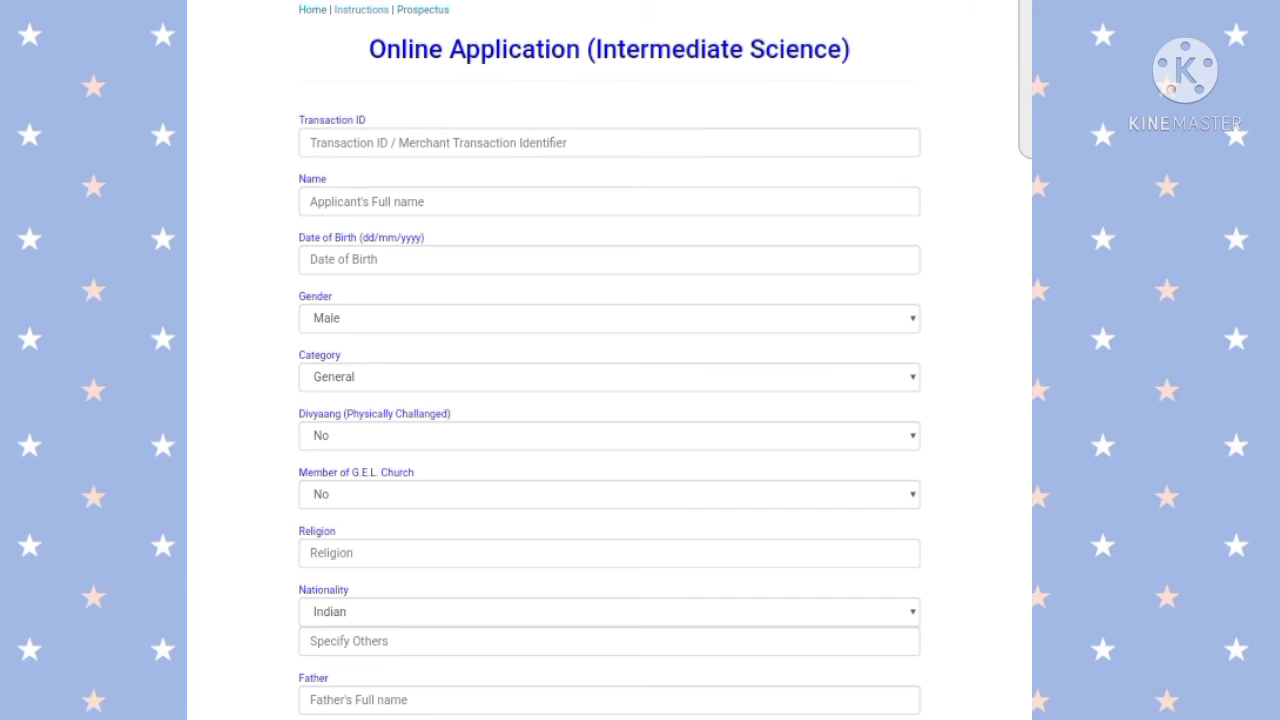 Home | Instructions | Prospectus
Online Application (Intermediate Science)
Transaction ID
Transaction ID / Merchant Transaction Identifier
Name
Applicant's Full name
Date of Birth (dd/mm/yyyy)
Date of Birth
Gender
Male
Category
General
Divyaang (Physically Challanged)
No
Member of G.E.L. Church
No
Religion
Religion
Nationality
Indian
Specify Others
Father
Father's Full name
K
KINEMASTER